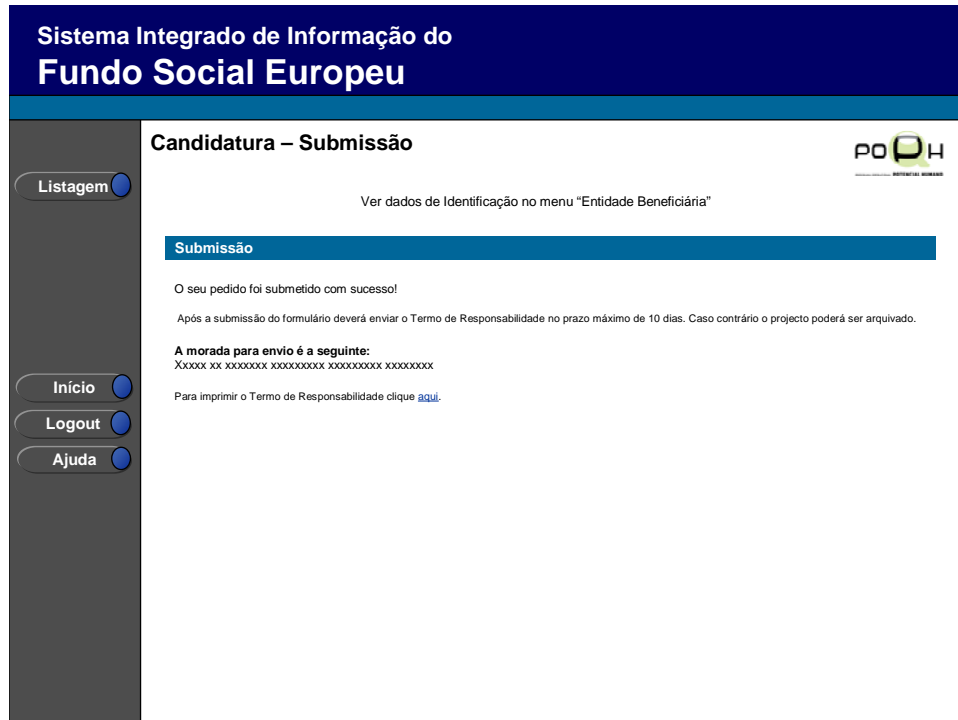 Sistema Integrado de Informação do
Fundo Social Europeu
Candidatura – Submissão
POPH
POTENCIAL HUMANO
Listagem
Ver dados de Identificação no menu “Entidade Beneficiária”
Submissão
O seu pedido foi submetido com sucesso!
Após a submissão do formulário deverá enviar o Termo de Responsabilidade no prazo máximo de 10 dias. Caso contrário o projecto poderá ser arquivado.
A morada para envio é a seguinte:
Xxxxx xx xxxxxxx xxxxxxxxx xxxxxxxxx xxxxxxxx
Para imprimir o Termo de Responsabilidade clique aqui.
Início
Logout
Ajuda